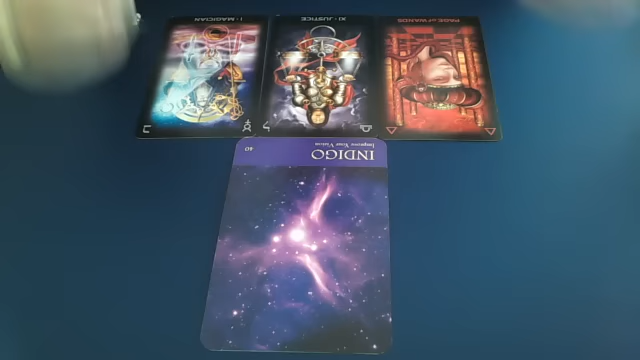 I • MAGICIAN
XI • JUSTICE
PAGE of WANDS
40
INDIGO
Improve Your Vision